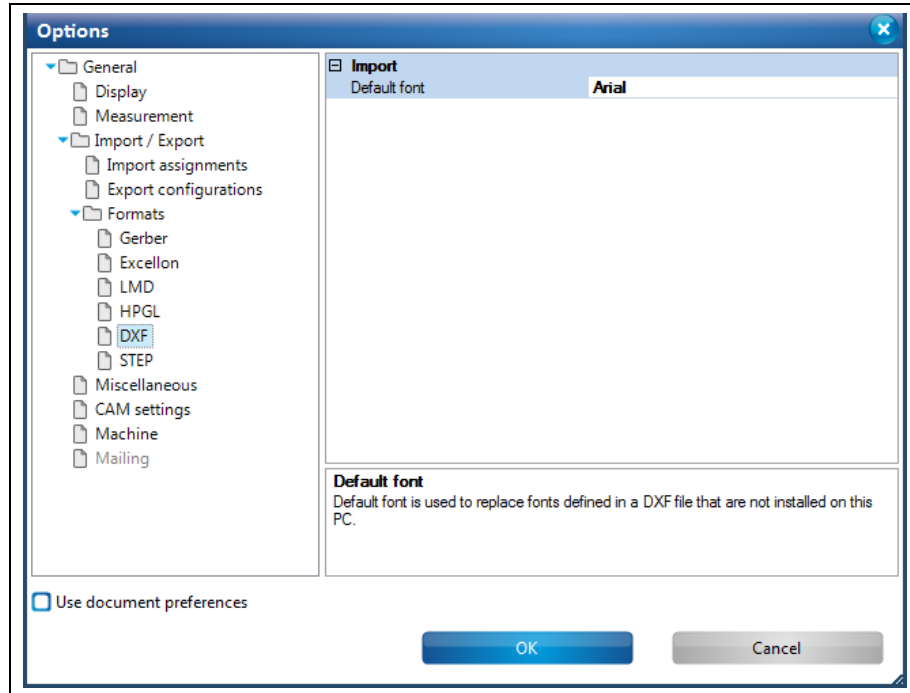 Options
General
Display
Measurement
Import / Export
Import assignments
Export configurations
Formats
Gerber
Excellon
LMD
HPGL
DXF
STEP
Miscellaneous
CAM settings
Machine
Mailing
Import
Default font Arial
Default font
Default font is used to replace fonts defined in a DXF file that are not installed on this
PC.
Use document preferences
OK Cancel